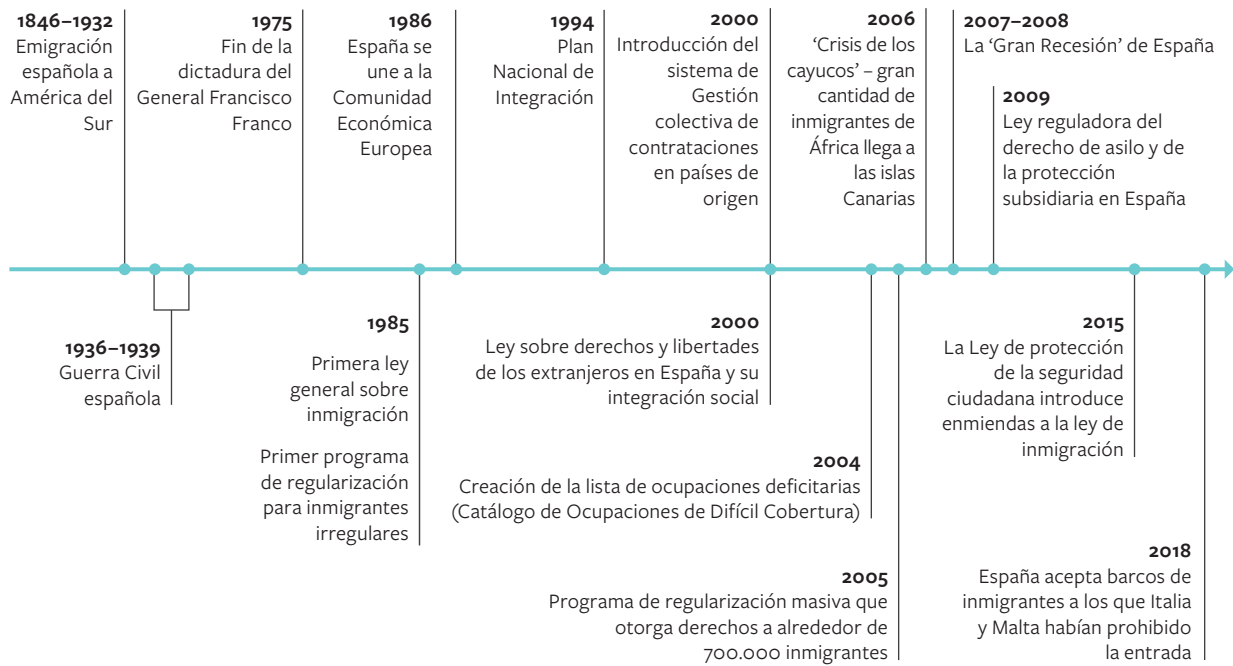 1846–1932
Emigración
española a
América del
Sur
1975
Fin de la
dictadura del
General Francisco
Franco
1986
España se
une a la
Comunidad
Económica
Europea
1994
Plan
Nacional de
Integración
2000
Introducción del
sistema de
Gestión
colectiva de
contrataciones
en países de
origen
2006
‘Crisis de los
cayucos’ – gran
cantidad de
inmigrantes de
África llega a
las islas
Canarias
2007–2008
La ‘Gran Recesión’ de España
2009
Ley reguladora del
derecho de asilo y de
la protección
subsidiaria en España
1936–1939
Guerra Civil
española
1985
Primera ley
general sobre
inmigración
Primer programa
de regularización
para inmigrantes
irregulares
2000
Ley sobre derechos y libertades
de los extranjeros en España y su
integración social
2004
Creación de la lista de ocupaciones deficitarias
(Catálogo de Ocupaciones de Difícil Cobertura)
2005
Programa de regularización masiva que
otorga derechos a alrededor de
700.000 inmigrantes
2015
La Ley de protección
de la seguridad
ciudadana introduce
enmiendas a la ley de
inmigración
2018
España acepta barcos de
inmigrantes a los que Italia
y Malta habían prohibido
la entrada